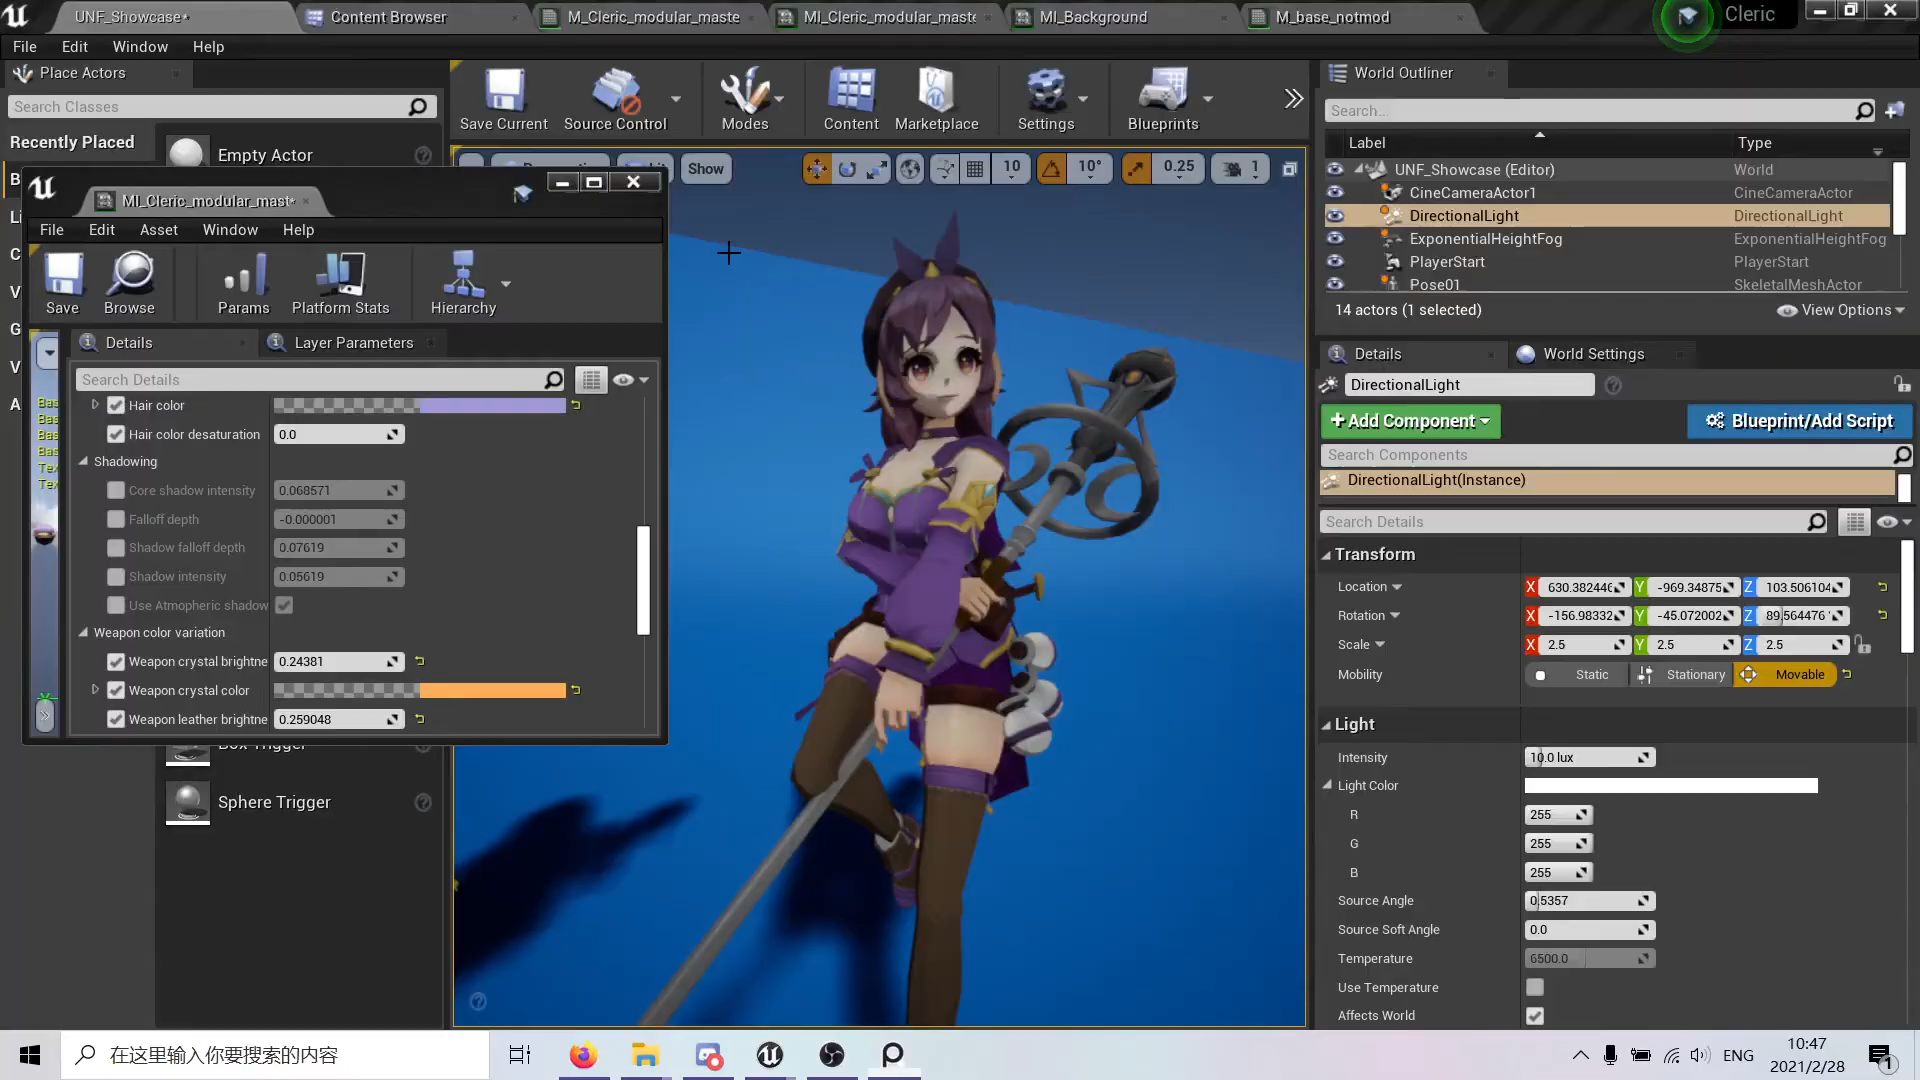 UNF_Showcase*
Content Browser
M_Cleric_modular_maste
MI_Cleric_modular_maste
MI_Background
M_base_notmod
Cleric
File Edit Window Help
Place Actors
Search Classes
Recently Placed
Empty Actor
Save Current
Source Control
Modes
Content
Marketplace
Settings
Blueprints
Show
10
10°
0.25
1
World Outliner
Search...
Label Type
UNF_Showcase (Editor) World
CineCameraActor1 CineCameraActor
DirectionalLight DirectionalLight
ExponentialHeightFog ExponentialHeightFog
PlayerStart PlayerStart
Pose01 SkeletalMeshActor
14 actors (1 selected)
View Options
MI_Cleric_modular_mast*
File Edit Asset Window Help
Save
Browse
Params
Platform Stats
Hierarchy
Details
Layer Parameters
Search Details
Hair color
Hair color desaturation 0.0
Shadowing
Core shadow intensity 0.068571
Falloff depth -0.000001
Shadow falloff depth 0.07619
Shadow intensity 0.05619
Use Atmpheric shadow
Weapon color variation
Weapon crystal brightne 0.24381
Weapon crystal color
Weapon leather brightne 0.259048
Sphere Trigger
Details
World Settings
DirectionalLight
Add Component
Blueprint/Add Script
Search Components
DirectionalLight(Instance)
Search Details
Transform
Location X 630.382446 Y -969.34875 Z 103.506104
Rotation X -156.98332 Y -45.072002 Z 89.564476 °
Scale X 2.5 Y 2.5 Z 2.5
Mobility Static Stationary Movable
Light
Intensity 10.0 lux
Light Color
R 255
G 255
B 255
Source Angle 0.5357
Source Soft Angle 0.0
Temperature 6500.0
Use Temperature
Affects World
在这里输入你要搜索的内容
ENG
10:47
2021/2/28
1